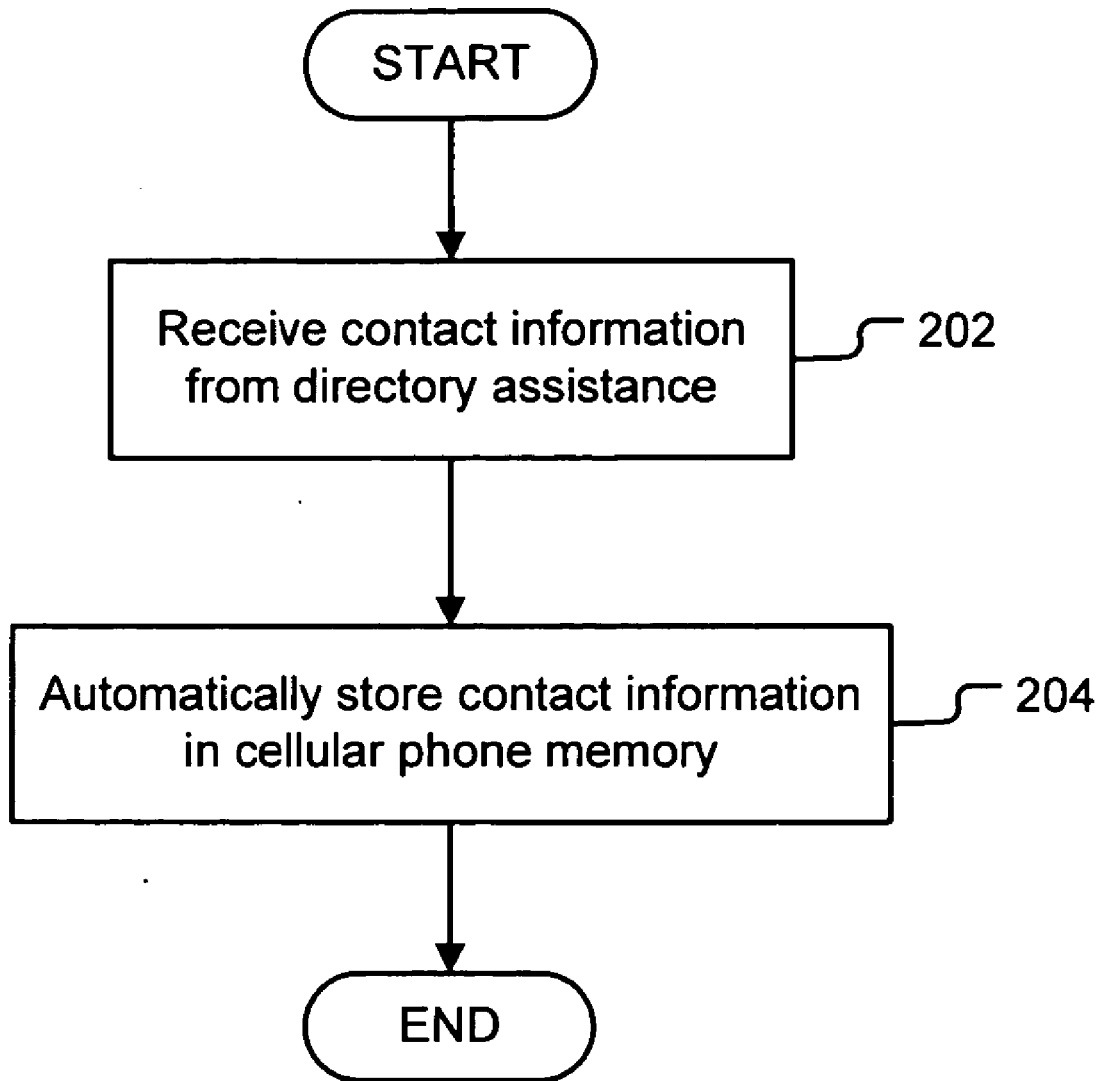 START
Receive contact information
from directory assistance
202
Automatically store contact information
in cellular phone memory
204
END